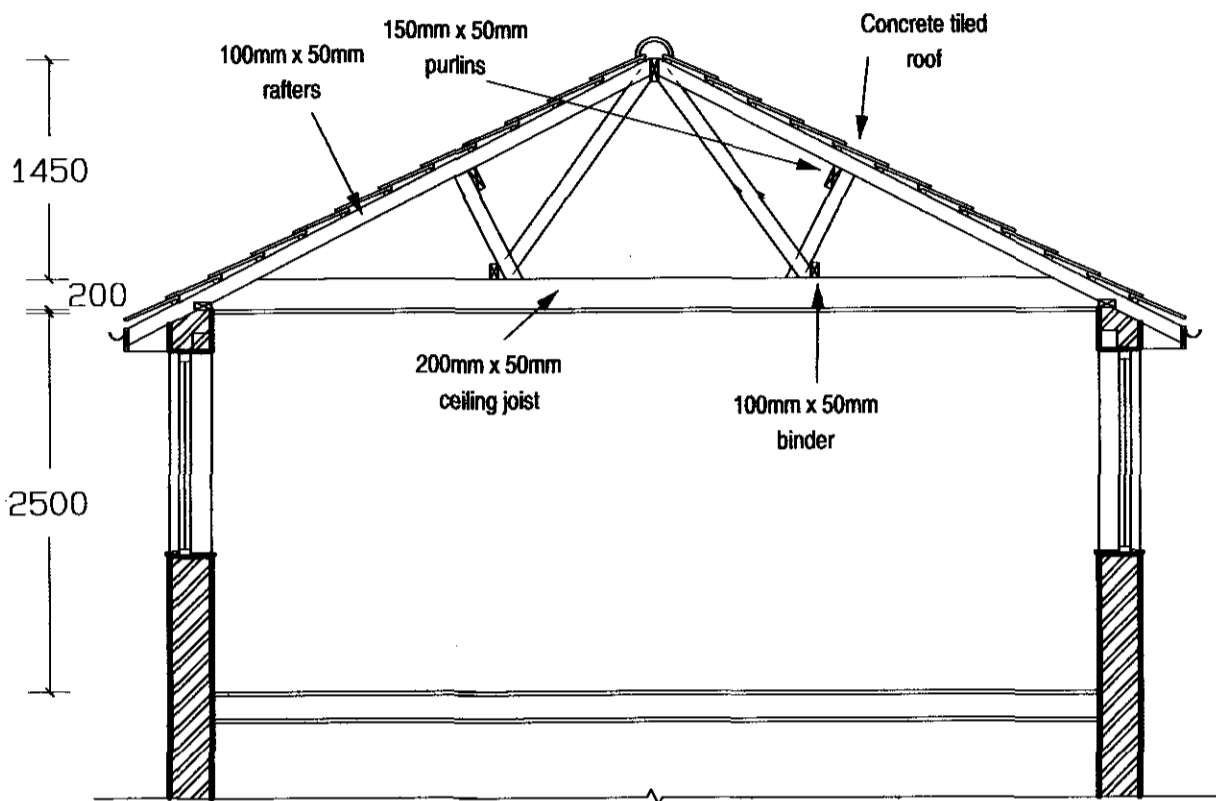 150mm x 50mm
purlins
Concrete tiled
roof
100mm x 50mm
rafters
1450
200
200mm x 50mm
ceiling joist
100mm x 50mm
binder
2500